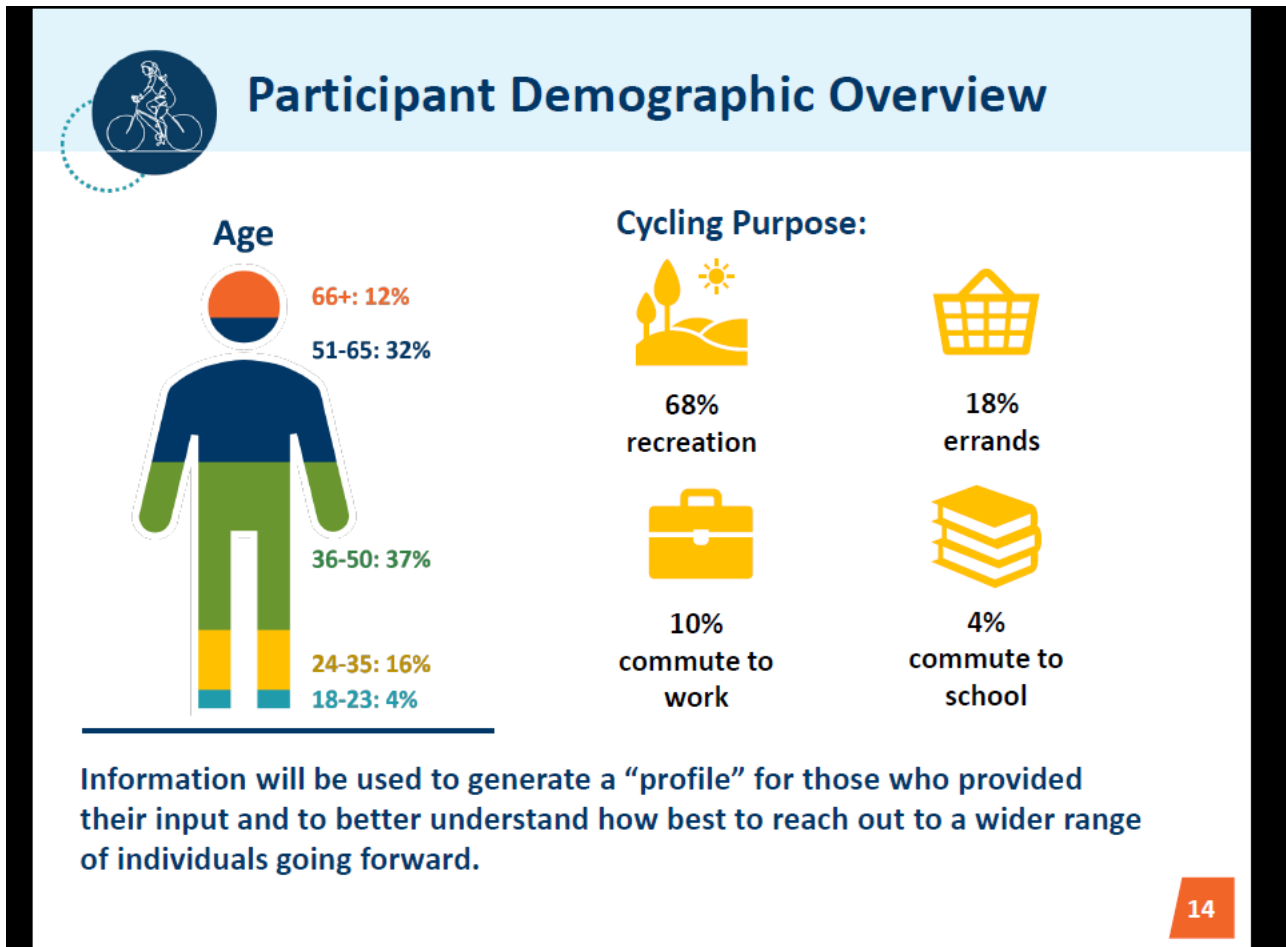 Participant Demographic Overview
Age
66+: 12%
51-65: 32%
36-50: 37%
24-35: 16%
18-23: 4%
Cycling Purpose:
68%
recreation
18%
errands
10%
commute to
work
4%
commute to
school
Information will be used to generate a “profile” for those who provided
their input and to better understand how best to reach out to a wider range
of individuals going forward.
14